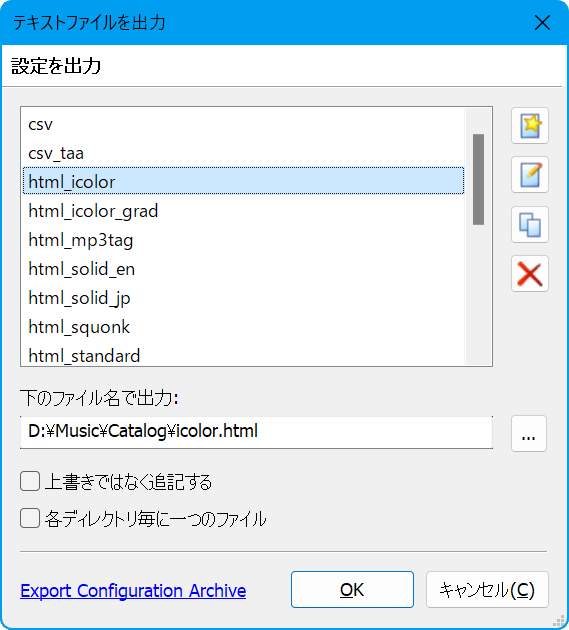 テキストファイルを出力
設定を出力
csv
csv_taa
html_icolor
html_icolor_grad
html_mp3tag
html_solid_en
html_solid_jp
html_squonk
html_standard
下のファイル名で出力:
D:¥Music¥Catalog¥icolor.html
...
上書きではなく追記する
各ディレクトリ毎に一つのファイル
Export Configuration Archive
OK
キャンセル(C)